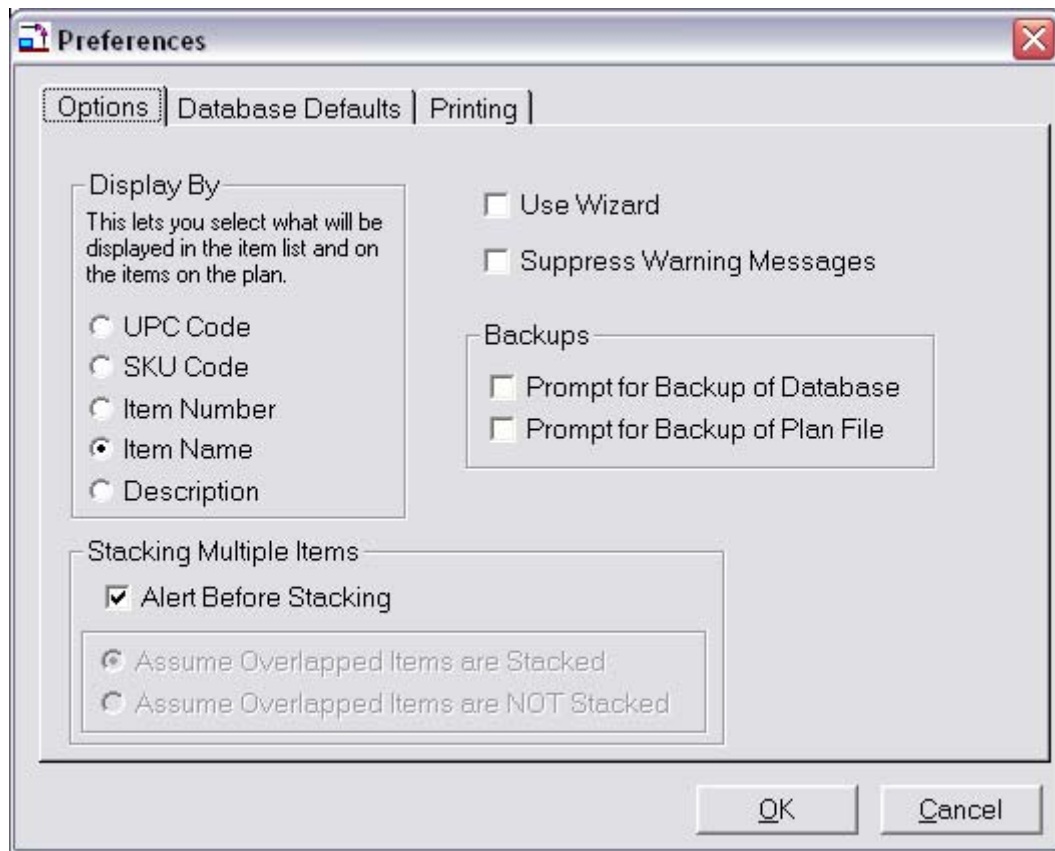 Preferences
Options
Database Defaults
Printing
Display By
This lets you select what will be
displayed in the item list and on
the items on the plan.
UPC Code
SKU Code
Item Number
Item Name
Description
Use Wizard
Suppress Warning Messages
Backups
Prompt for Backup of Database
Prompt for Backup of Plan File
Stacking Multiple Items
Alert Before Stacking
Assume Overlapped Items are Stacked
Assume Overlapped Items are NOT Stacked
OK
Cancel